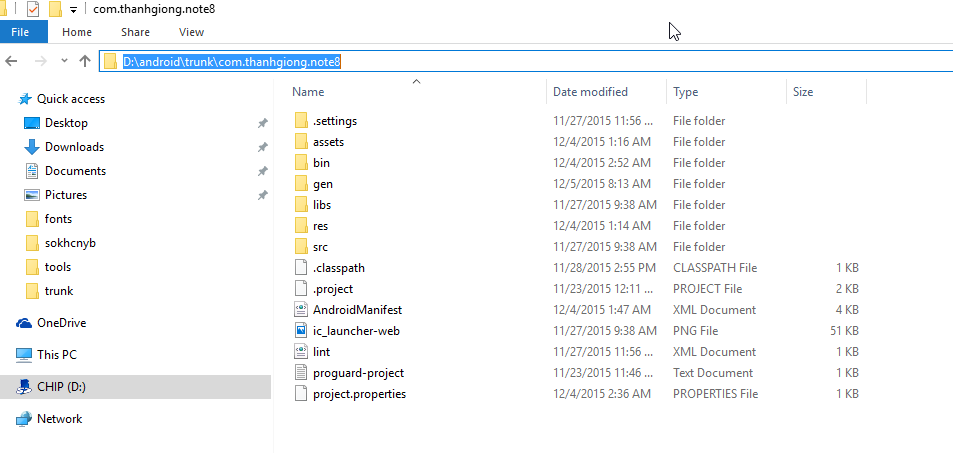 com.thanhgiong.note8
File Home Share View
D:\android\trunk\com.thanhgiong.note8
Quick access
Desktop
Downloads
Documents
Pictures
fonts
sokhcnyb
tools
trunk
OneDrive
This PC
CHIP (D:)
Network
Name Date modified Type Size
.settings 11/27/2015 11:56 ... File folder
assets 12/4/2015 1:16 AM File folder
bin 12/4/2015 2:52 AM File folder
gen 12/5/2015 8:13 AM File folder
libs 11/27/2015 9:38 AM File folder
res 12/4/2015 1:14 AM File folder
src 11/27/2015 9:38 AM File folder
.classpath 11/28/2015 2:55 PM CLASSPATH File 1 KB
.project 11/23/2015 12:11 ... PROJECT File 2 KB
AndroidManifest 12/4/2015 1:47 AM XML Document 4 KB
ic_launcher-web 11/27/2015 9:38 AM PNG File 51 KB
lint 11/27/2015 11:56 ... XML Document 1 KB
proguard-project 11/23/2015 11:46 ... Text Document 1 KB
project.properties 12/4/2015 2:36 AM PROPERTIES File 1 KB